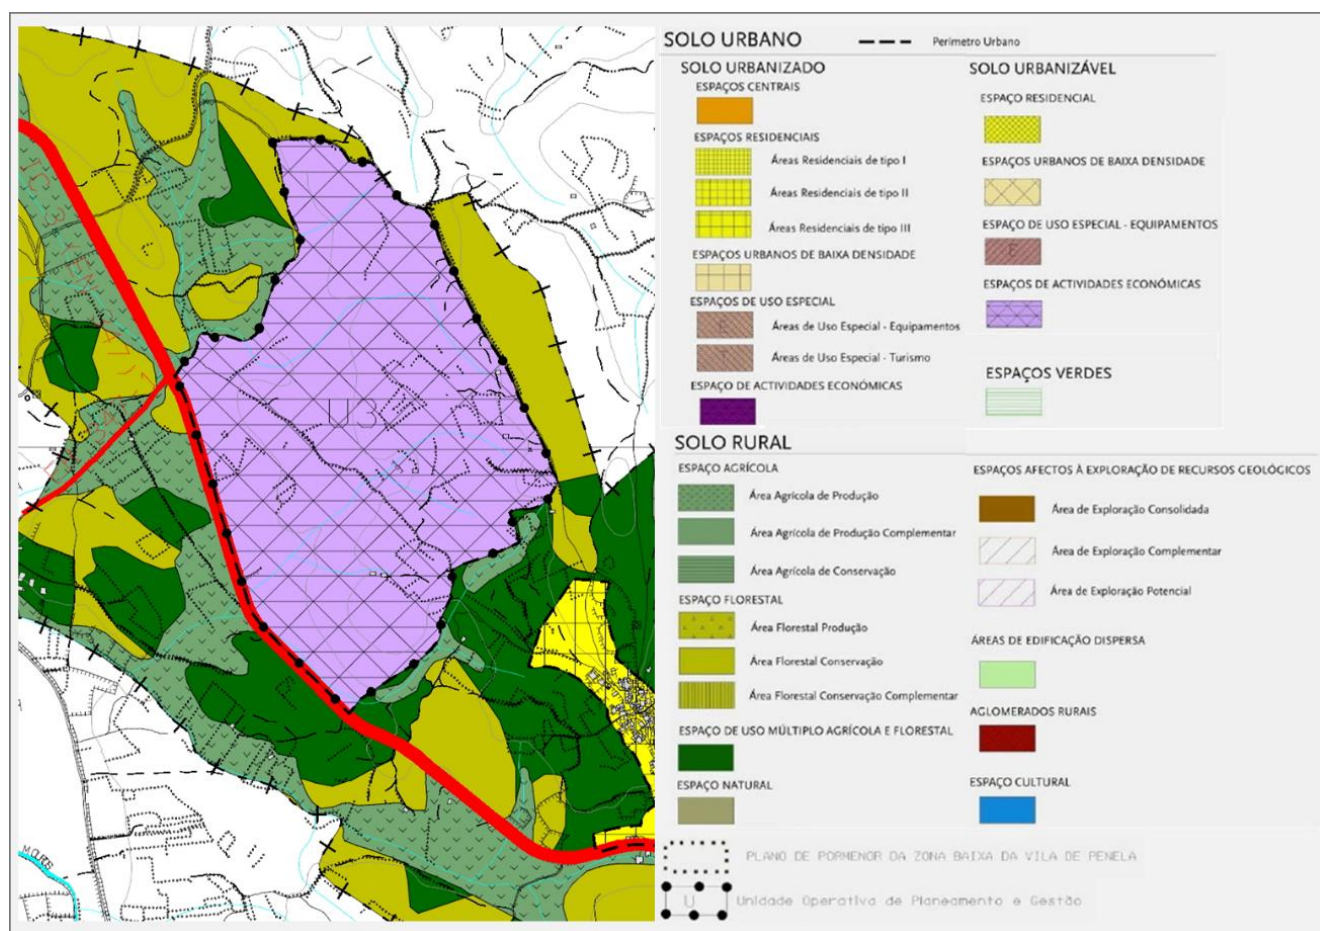 SOLO URBANO
Perimetro Urbano
SOLO URBANIZADO
ESPAÇOS CENTRAIS
ESPAÇOS RESIDENCIAIS
Áreas Residenciais de tipo I
Áreas Residenciais de tipo II
Áreas Residenciais de tipo III
ESPAÇOS URBANOS DE BAIXA DENSIDADE
ESPAÇOS DE USO ESPECIAL
E
Áreas de Uso Especial - Equipamentos
T
Áreas de Uso Especial - Turismo
ESPAÇO DE ACTIVIDADES ECONÓMICAS
SOLO URBANIZÁVEL
ESPAÇO RESIDENCIAL
ESPAÇOS URBANOS DE BAIXA DENSIDADE
ESPAÇO DE USO ESPECIAL - EQUIPAMENTOS
E
ESPAÇOS DE ACTIVIDADES ECONÓMICAS
ESPAÇOS VERDES
SOLO RURAL
ESPAÇO AGRÍCOLA
Área Agrícola de Produção
Área Agrícola de Produção Complementar
Área Agrícola de Conservação
ESPAÇO FLORESTAL
Área Florestal Produção
Área Florestal Conservação
Área Florestal Conservação Complementar
ESPAÇO DE USO MÚLTIPLO AGRÍCOLA E FLORESTAL
ESPAÇO NATURAL
ESPAÇOS AFECTOS À EXPLORAÇÃO DE RECURSOS GEOLÓGICOS
Área de Exploração Consolidada
Área de Exploração Complementar
Área de Exploração Potencial
ÁREAS DE EDIFICAÇÃO DISPERSA
AGLOMERADOS RURAIS
ESPAÇO CULTURAL
PLANO DE PORMENOR DA ZONA BAIXA DA VILA DE PENELA
U
Unidade Operativa de Planeamento e Gestão
U3